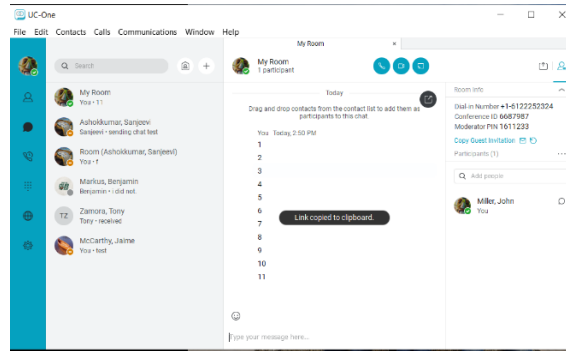 UC-One
File Edit Contacts Calls Communications Window Help
My Room ×
Search
My Room
You • 11
Ashokkumar, Sanjeevi
Sanjeevi • sending chat test
Room (Ashokkumar, Sanjeevi)
You • f
Markus, Benjamin
Benjamin • i did not.
TZ
Zamora, Tony
Tony • received
McCarthy, Jaime
You • test
My Room
1 participant
Today
Drag and drop contacts from the contact list to add them as
participants to this chat
You Today, 2:50 PM
1
2
3
4
5
6
7
8
9
10
11
Link copied to clipboard.
Type your message here...
Room Info
Dial-in Number +1-6122252324
Conference ID 6687987
Moderator PIN 1611233
Copy Guest Invitation
Participants (1)
Add people
Miller, John
You